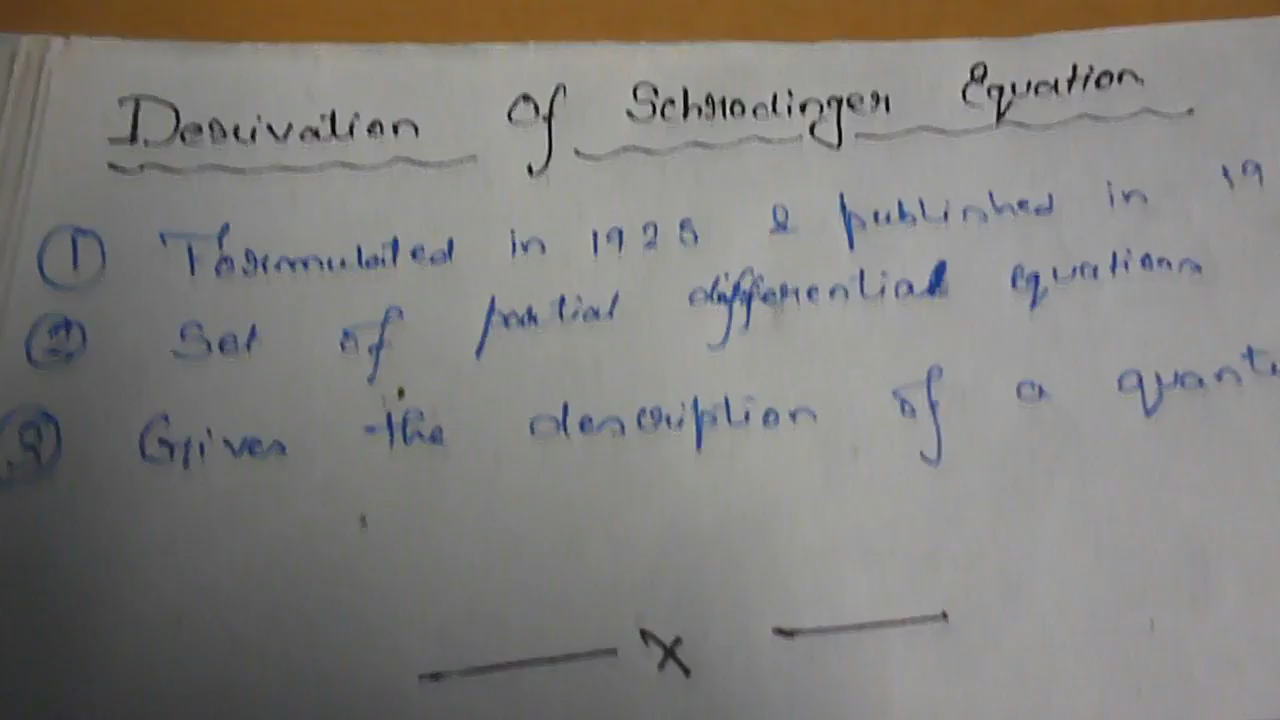 Derivation Of Schrodinger Equation
① Thormulated in 1925 & published in 19
② Set of partial differential equations
③ Gives the description of a quant
X